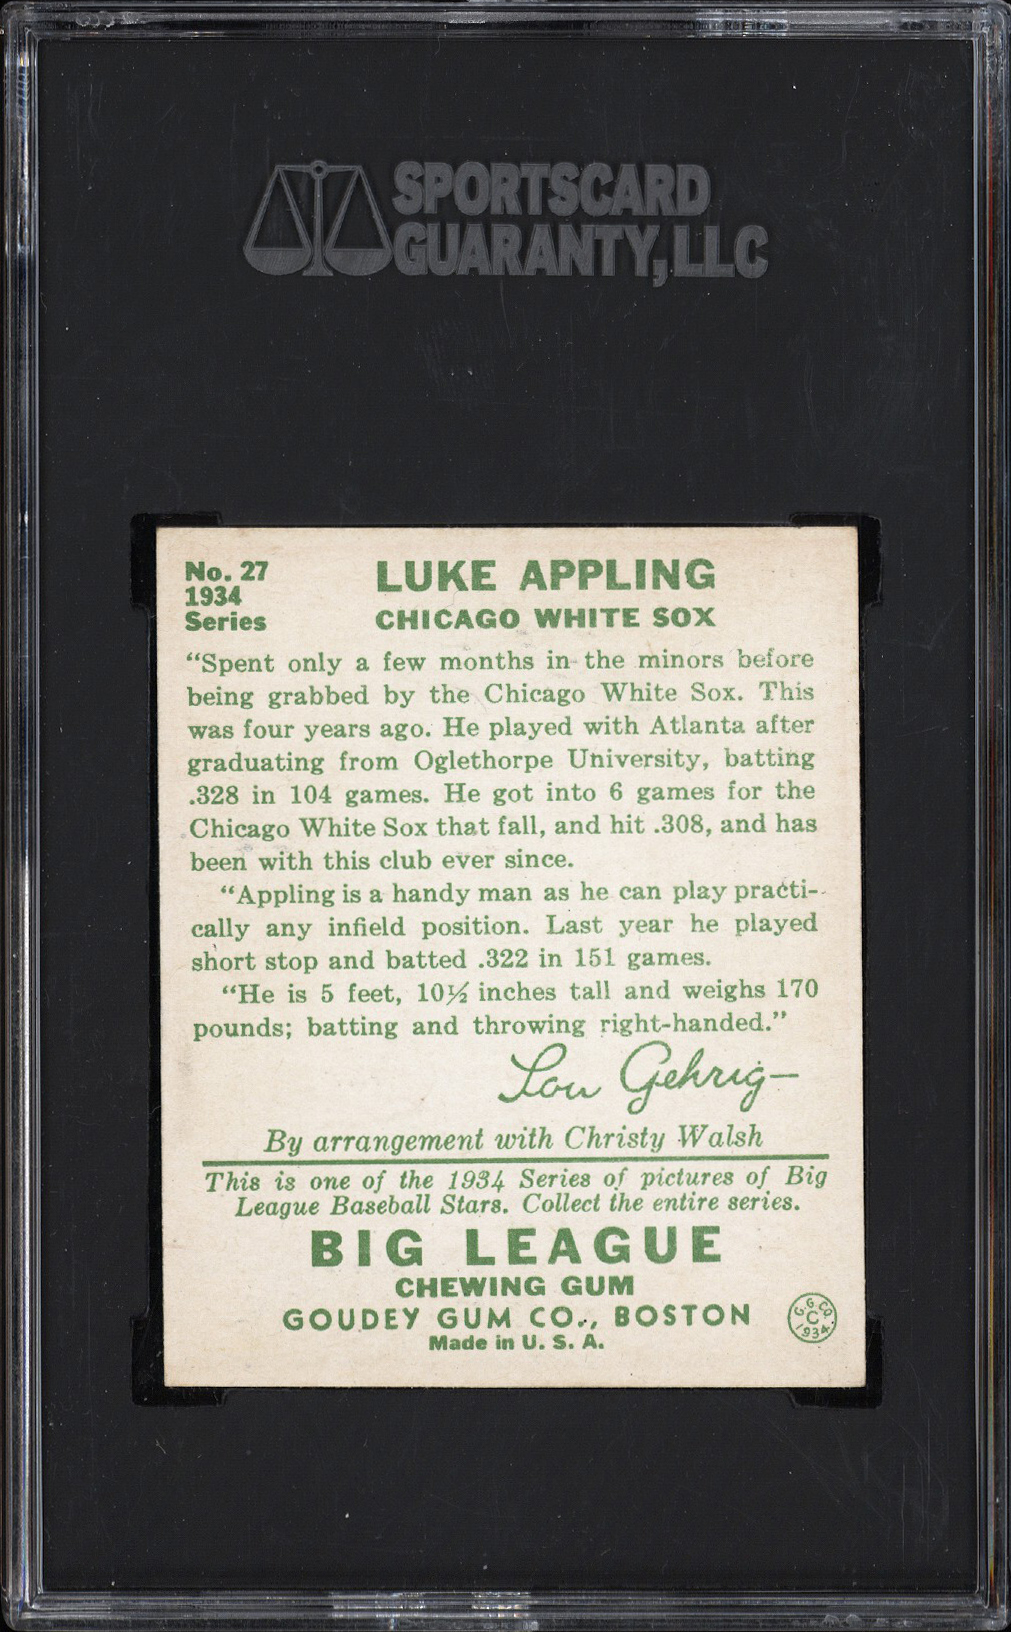 SPORTSCARD
GUARANTY, LLC
No. 27
1934
Series
LUKE APPLING
CHICAGO WHITE SOX
“Spent only a few months in the minors before
being grabbed by the Chicago White Sox. This
was four years ago. He played with Atlanta after
graduating from Oglethorpe University, batting
.328 in 104 games. He got into 6 games for the
Chicago White Sox that fall, and hit .308, and has
been with this club ever since.
“Appling is a handy man as he can play practi-
cally any infield position. Last year he played
short stop and batted .322 in 151 games.
“He is 5 feet, 10½ inches tall and weighs 170
pounds; batting and throwing right-handed.”
Lou Gehrig
By arrangement with Christy Walsh
This is one of the 1934 Series of pictures of Big
League Baseball Stars. Collect the entire series.
BIG LEAGUE
CHEWING GUM
GOUDEY GUM CO., BOSTON
Made in U. S. A.
G. G. CO.
C
1934